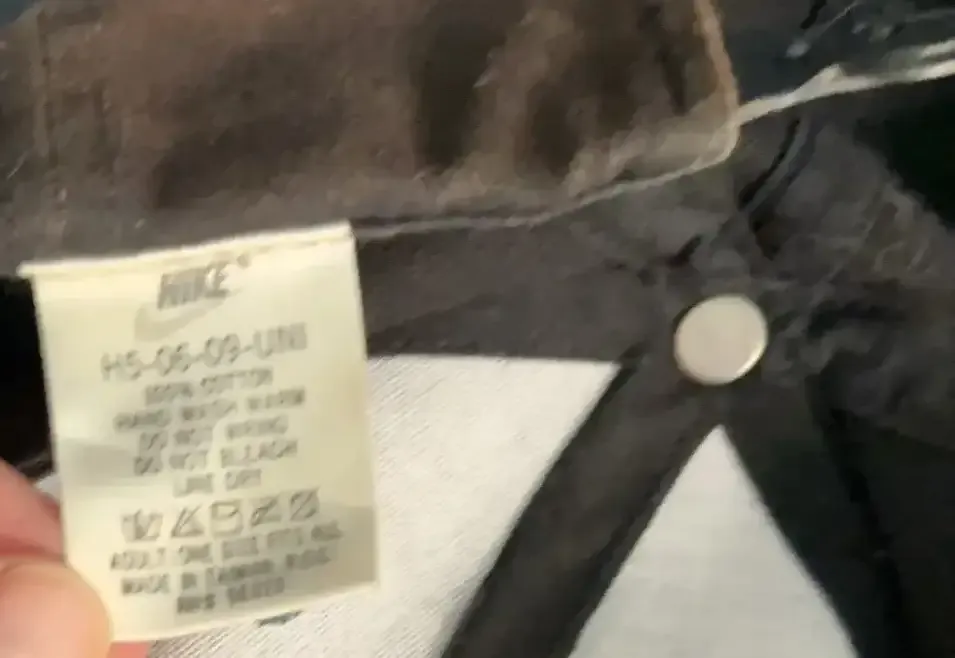 NIKE®
H5-06-09-UNI
100% COTTON
HAND WASH WARM
DO NOT WRING
DO NOT BLEACH
LINE DRY
ADULT ONE SIZE FITS ALL
MADE IN TAIWAN R.O.C.